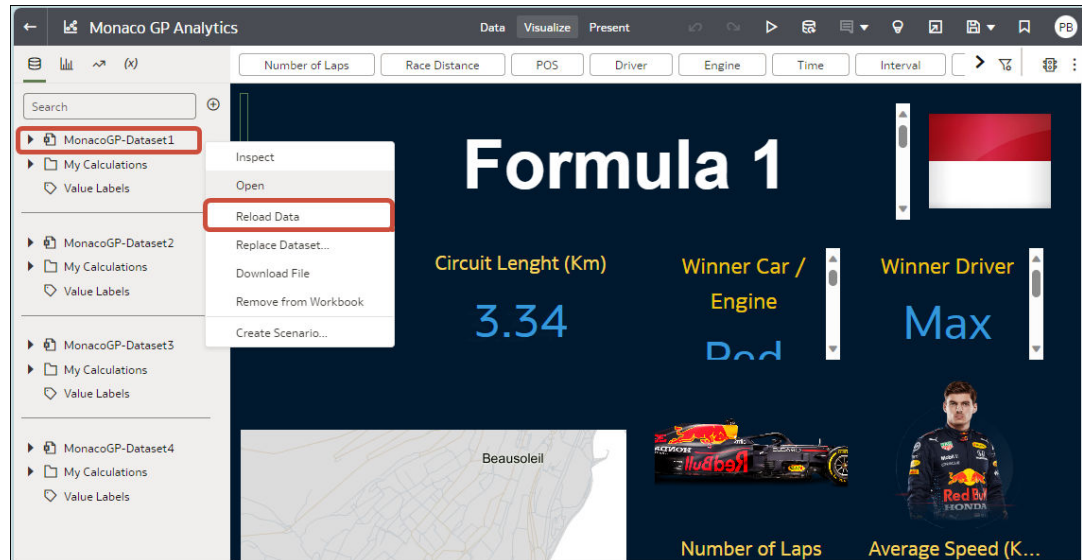 Monaco GP Analytics
Data Visualize Present
PB
(x)
Number of Laps Race Distance POS Driver Engine Time Interval
Search
MonacoGP-Dataset1
My Calculations
Value Labels
MonacoGP-Dataset2
My Calculations
Value Labels
MonacoGP-Dataset3
My Calculations
Value Labels
MonacoGP-Dataset4
My Calculations
Value Labels
Inspect
Open
Reload Data
Replace Dataset...
Download File
Remove from Workbook
Create Scenario...
Formula 1
Circuit Lenght (Km)
3.34
Winner Car /
Engine
Red
Winner Driver
Max
Beausoleil
RedBull
Red Bull
HONDA
Number of Laps
Average Speed (K...